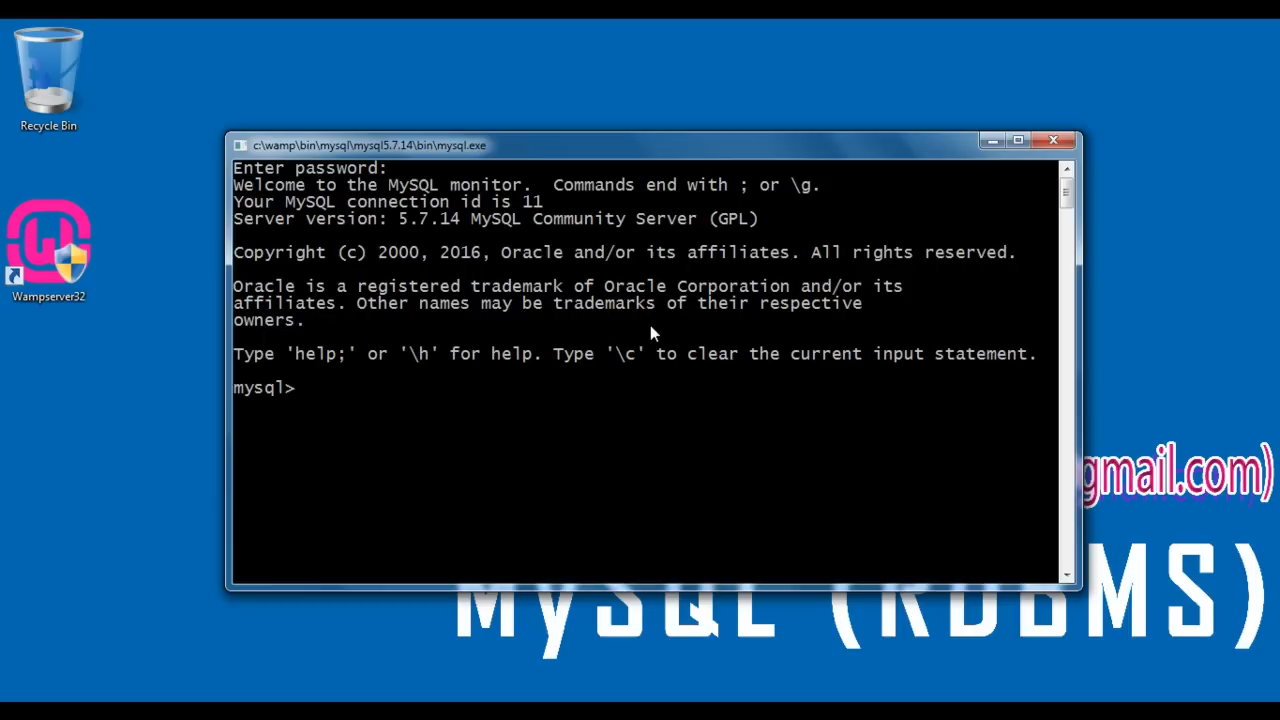 Recycle Bin
Wampserver32
c:\wamp\bin\mysql\mysql5.7.14\bin\mysql.exe
Enter password:
Welcome to the MySQL monitor.  Commands end with ; or \g.
Your MySQL connection id is 11
Server version: 5.7.14 MySQL Community Server (GPL)
Copyright (c) 2000, 2016, Oracle and/or its affiliates. All rights reserved.
Oracle is a registered trademark of Oracle Corporation and/or its
affiliates. Other names may be trademarks of their respective
owners.
Type 'help;' or '\h' for help. Type '\c' to clear the current input statement.
mysql>
gmail.com)
MySQL (RDBMS)